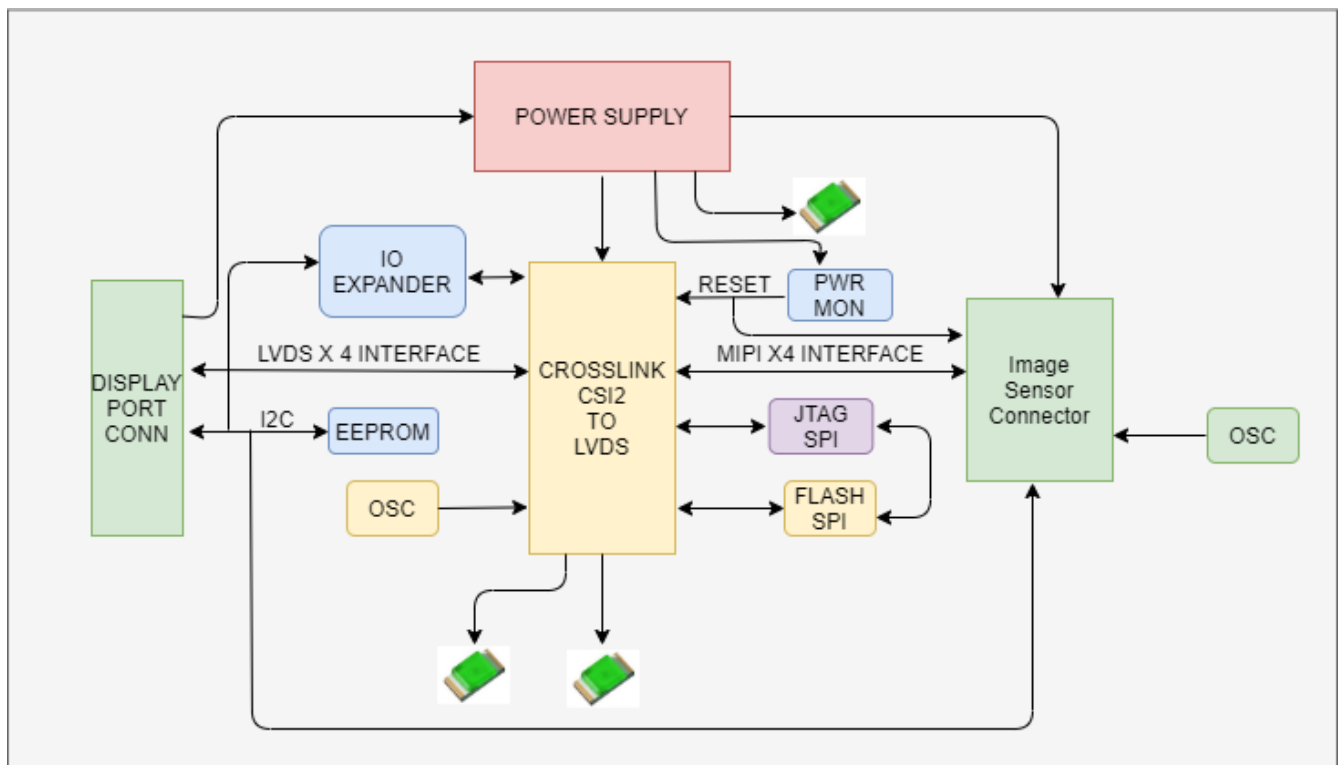 POWER SUPPLY
IO
EXPANDER
RESET
PWR
MON
LVDS X 4 INTERFACE
MIPI X4 INTERFACE
DISPLAY
PORT
CONN
CROSSLINK
CSI2
TO
LVDS
Image
Sensor
Connector
I2C
EEPROM
JTAG
SPI
OSC
OSC
FLASH
SPI